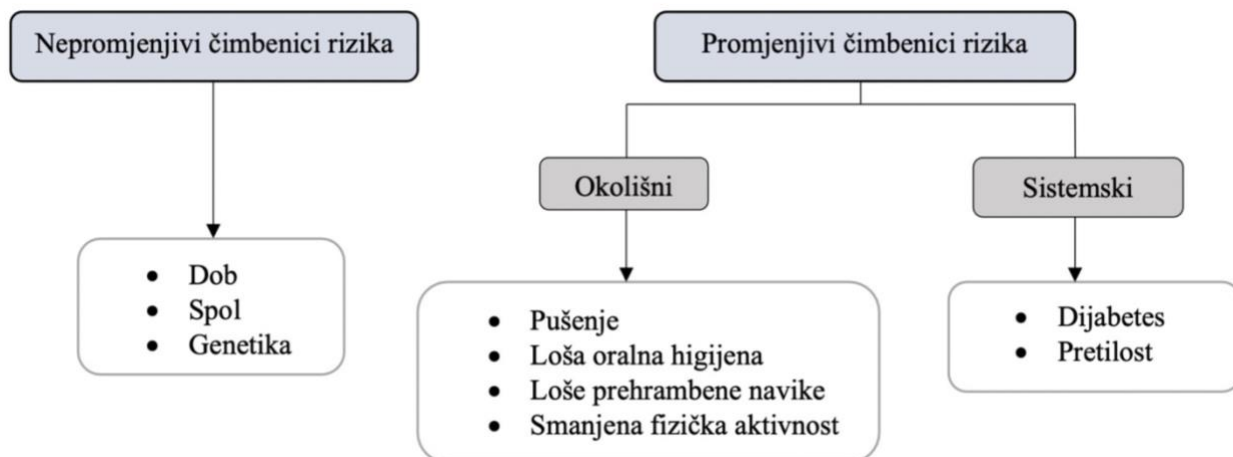 Nepromjenjivi čimbenici rizika
Dob
Spol
Genetika
Promjenjivi čimbenici rizika
Okolišni
Pušenje
Loša oralna higijena
Loše prehrambene navike
Smanjena fizička aktivnost
Sistemski
Dijabetes
Pretilost